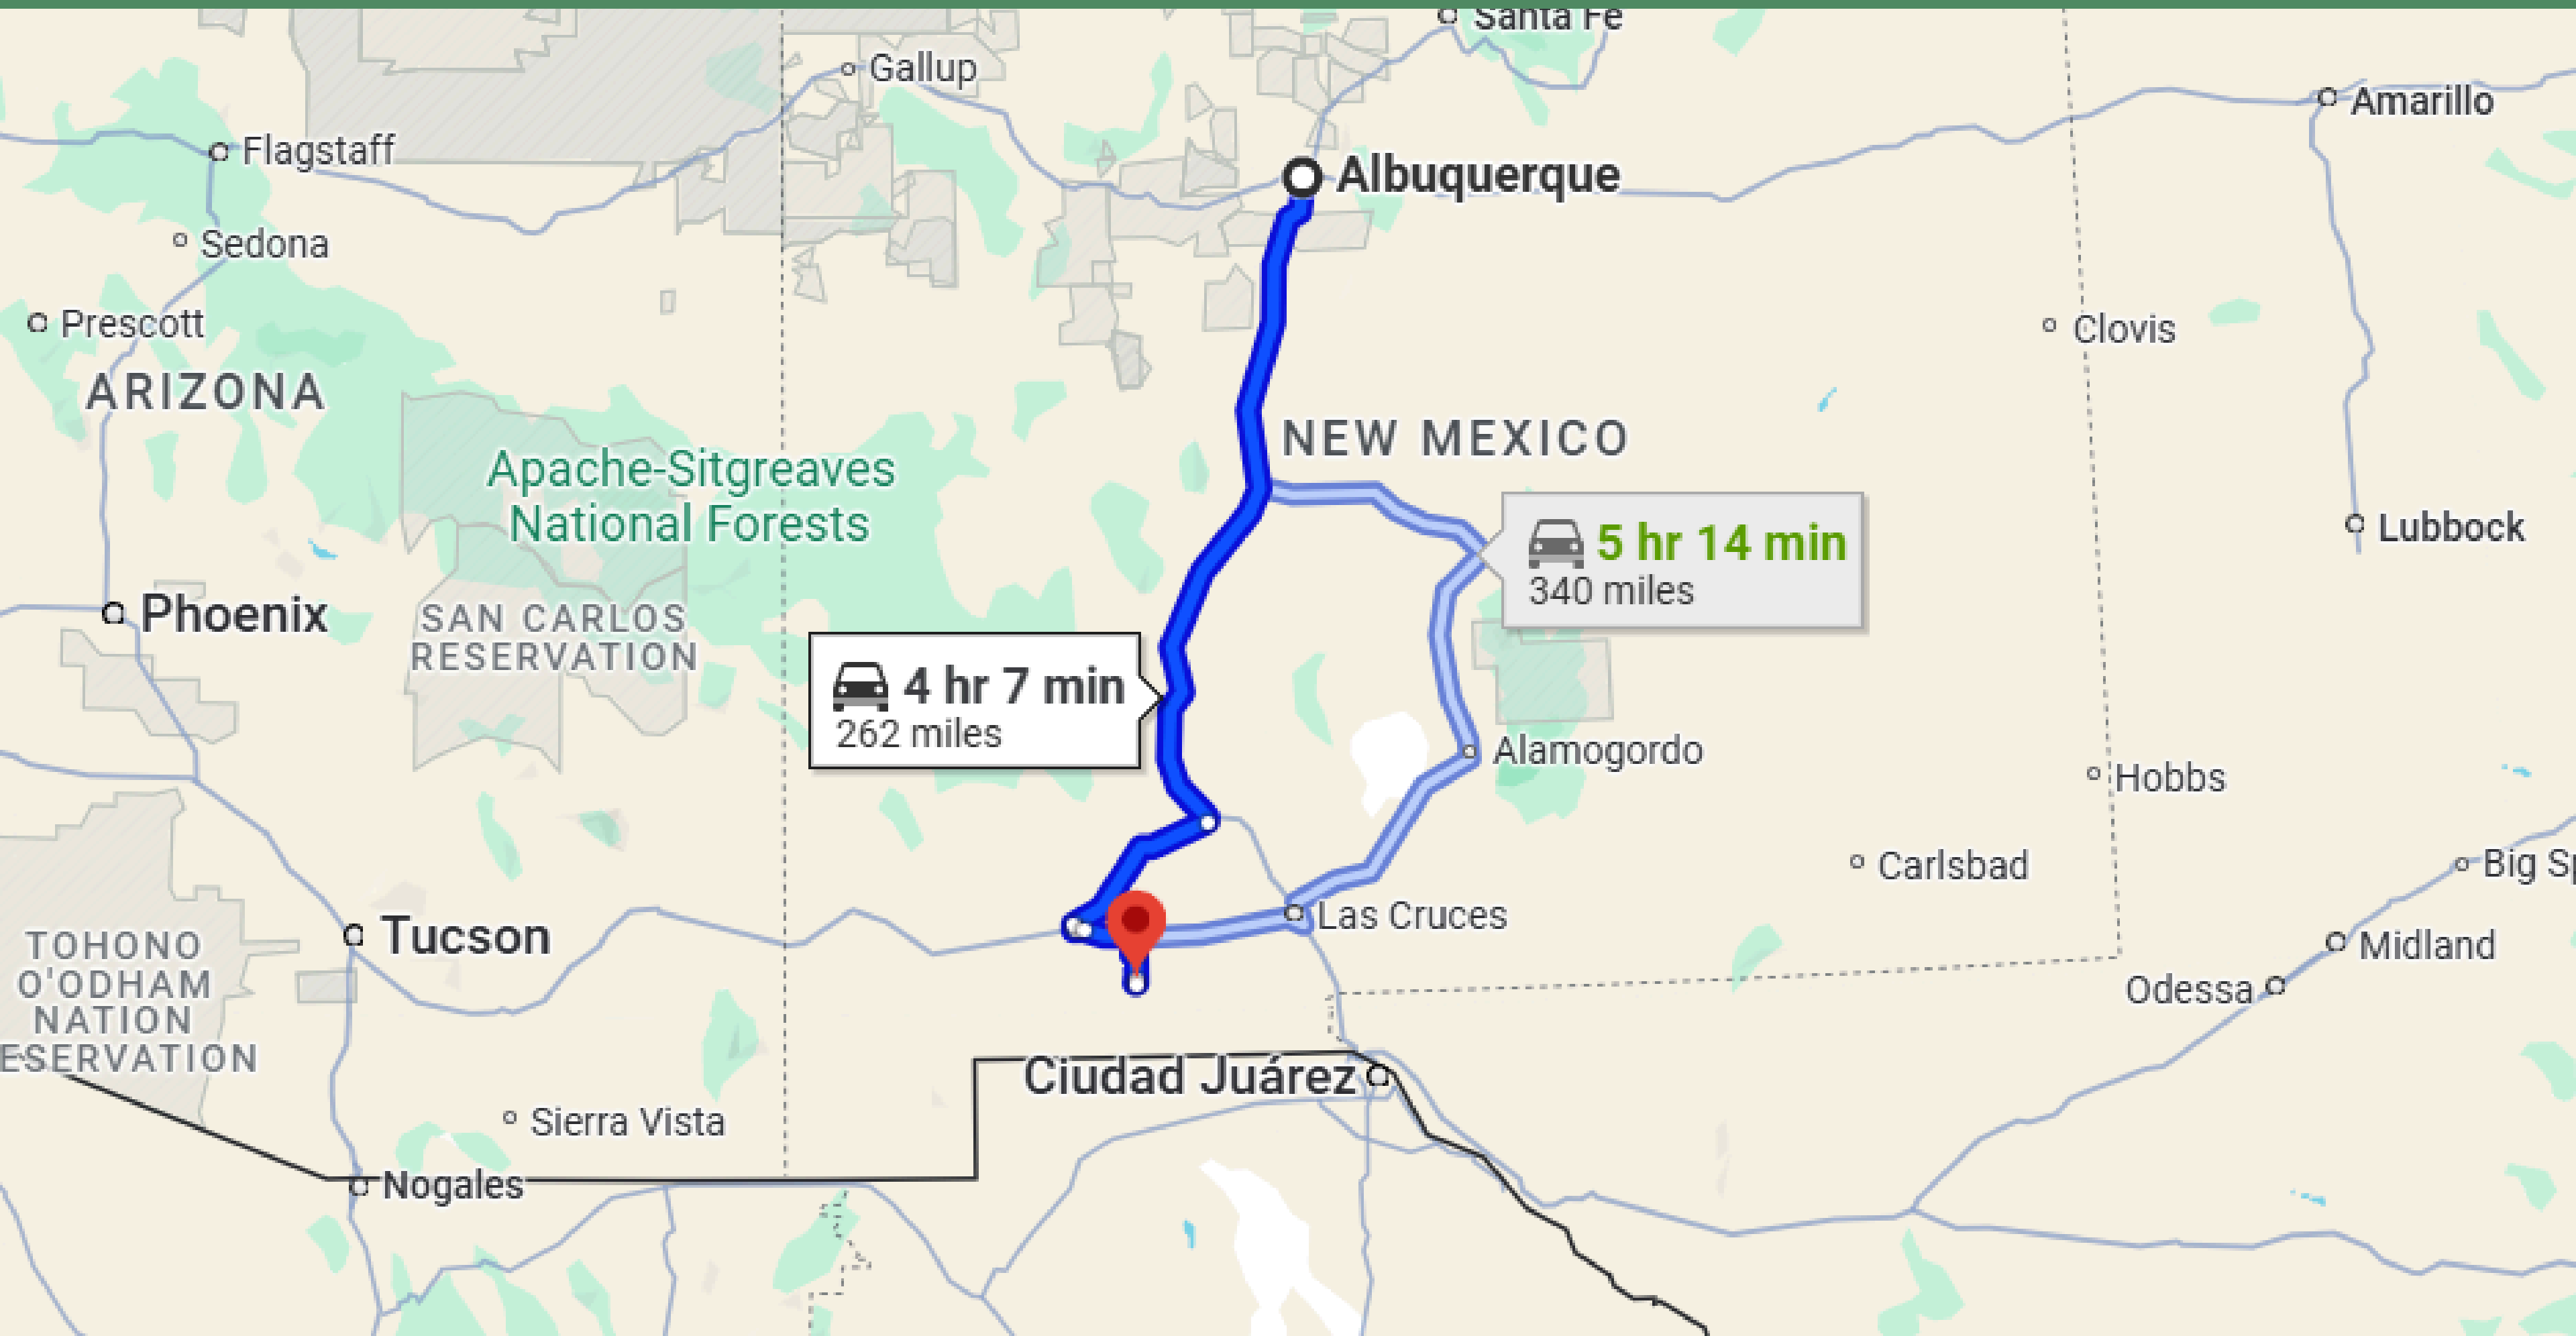 Santa Fe
Gallup
Amarillo
Flagstaff
Albuquerque
Sedona
Prescott
Clovis
ARIZONA
NEW MEXICO
Apache-Sitgreaves
National Forests
5 hr 14 min
340 miles
Lubbock
Phoenix
SAN CARLOS
RESERVATION
4 hr 7 min
262 miles
Alamogordo
Hobbs
Carlsbad
Big Sp
Las Cruces
Tucson
Midland
TOHONO
O'ODHAM
NATION
ESERVATION
Odessa
Ciudad Juárez
Sierra Vista
Nogales